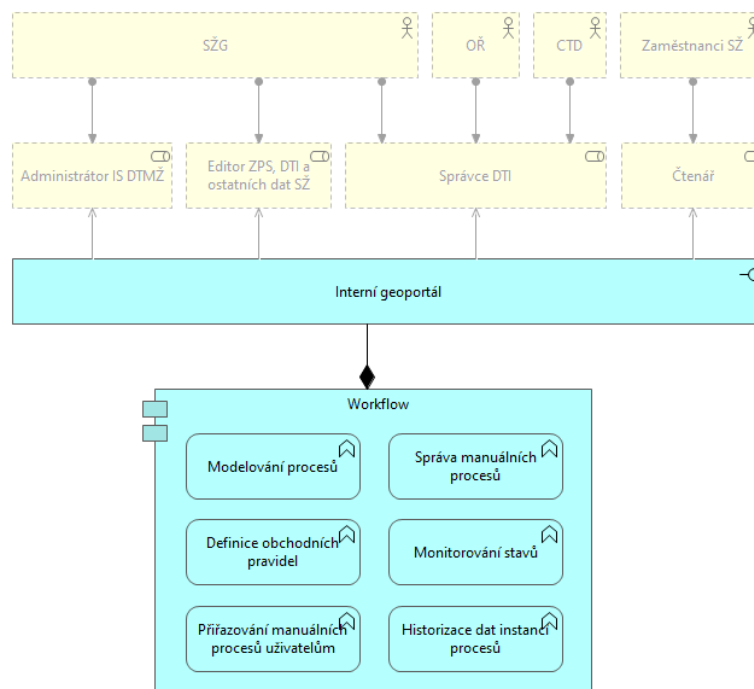 SŽG
OŘ
CTD
Zaměstnanci SŽ
Administrátor IS DTMŽ
Editor ZPS, DTI a
ostatních dat SŽ
Správce DTI
Čtenář
Interní geoportál
Workflow
Modelování procesů
Správa manuálních
procesů
Definice obchodních
pravidel
Monitorování stavů
Přiřazování manuálních
procesů uživatelům
Historizace dat instancí
procesů